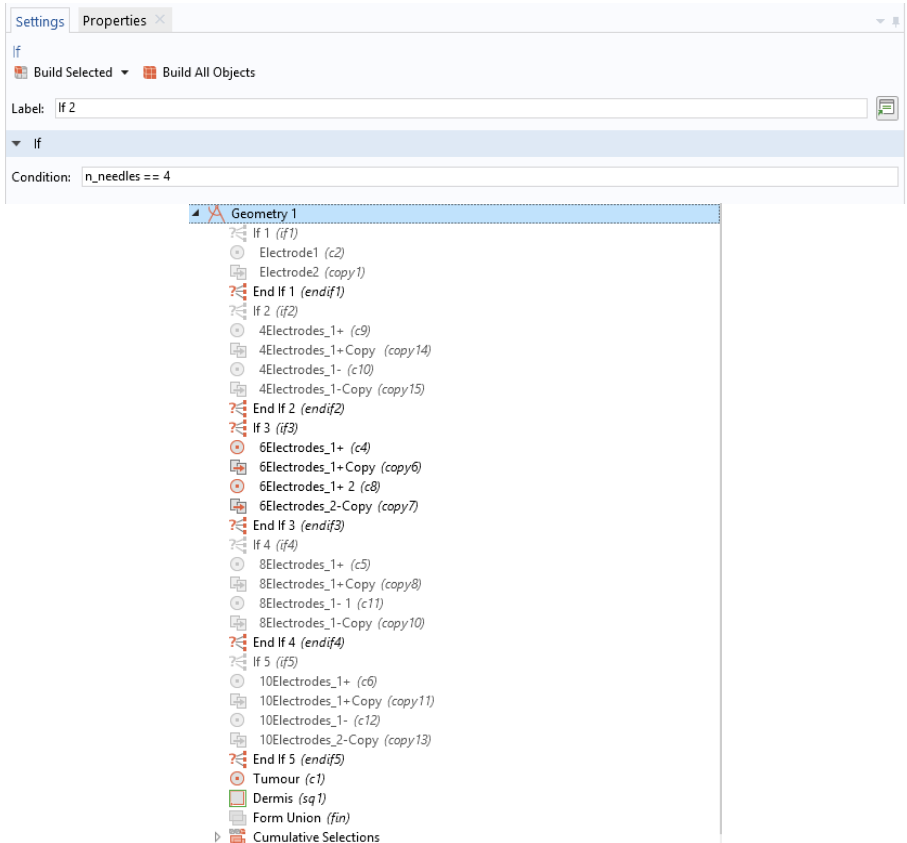 Settings Properties
If
Build Selected Build All Objects
Label: If 2
If
Condition: n_needles == 4
Geometry 1
If 1 (if1)
Electrode1 (c2)
Electrode2 (copy1)
End If 1 (endif1)
If 2 (if2)
4Electrodes_1+ (c9)
4Electrodes_1+Copy (copy14)
4Electrodes_1- (c10)
4Electrodes_1-Copy (copy15)
End If 2 (endif2)
If 3 (if3)
6Electrodes_1+ (c4)
6Electrodes_1+Copy (copy6)
6Electrodes_1+ 2 (c8)
6Electrodes_2-Copy (copy7)
End If 3 (endif3)
If 4 (if4)
8Electrodes_1+ (c5)
8Electrodes_1+Copy (copy8)
8Electrodes_1- 1 (c11)
8Electrodes_1-Copy (copy10)
End If 4 (endif4)
If 5 (if5)
10Electrodes_1+ (c6)
10Electrodes_1+Copy (copy11)
10Electrodes_1- (c12)
10Electrodes_2-Copy (copy13)
End If 5 (endif5)
Tumour (c1)
Dermis (sq1)
Form Union (fin)
Cumulative Selections